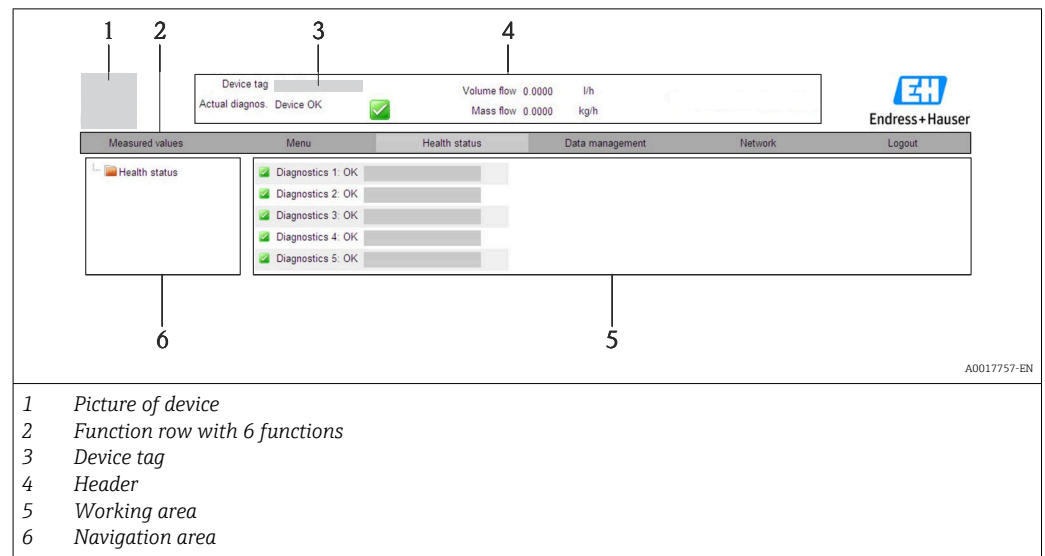 1 2 3 4
Device tag
Actual diagnos. Device OK
Volume flow 0.0000 l/h
Mass flow 0.0000 kg/h
EH
Endress+Hauser
Measured values Menu Health status Data management Network Logout
Health status
Diagnostics 1: OK
Diagnostics 2: OK
Diagnostics 3: OK
Diagnostics 4: OK
Diagnostics 5: OK
6 5
A0017757-EN
1 Picture of device
2 Function row with 6 functions
3 Device tag
4 Header
5 Working area
6 Navigation area